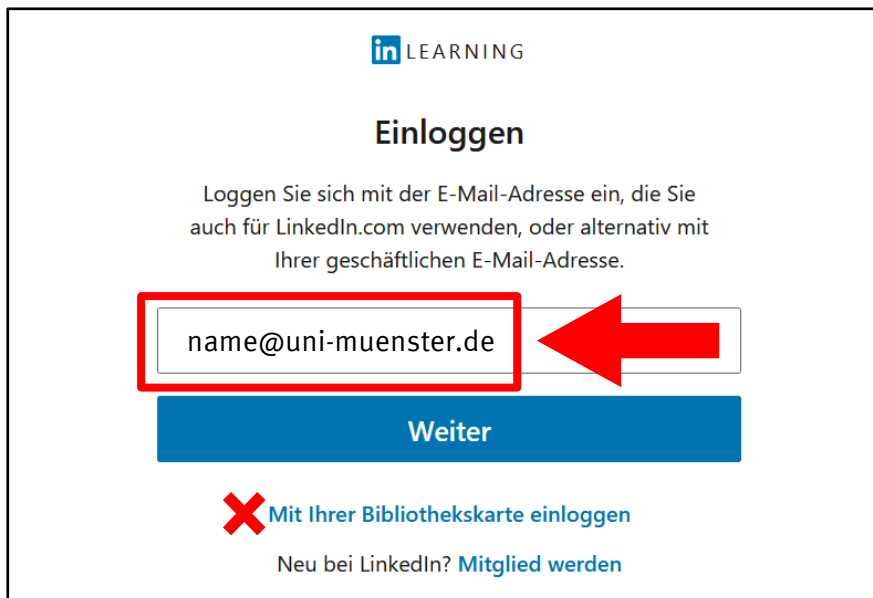 in LEARNING
Einloggen
Loggen Sie sich mit der E-Mail-Adresse ein, die Sie
auch für LinkedIn.com verwenden, oder alternativ mit
Ihrer geschäftlichen E-Mail-Adresse.
name@uni-muenster.de
Weiter
Mit Ihrer Bibliothekskarte einloggen
Neu bei LinkedIn? Mitglied werden